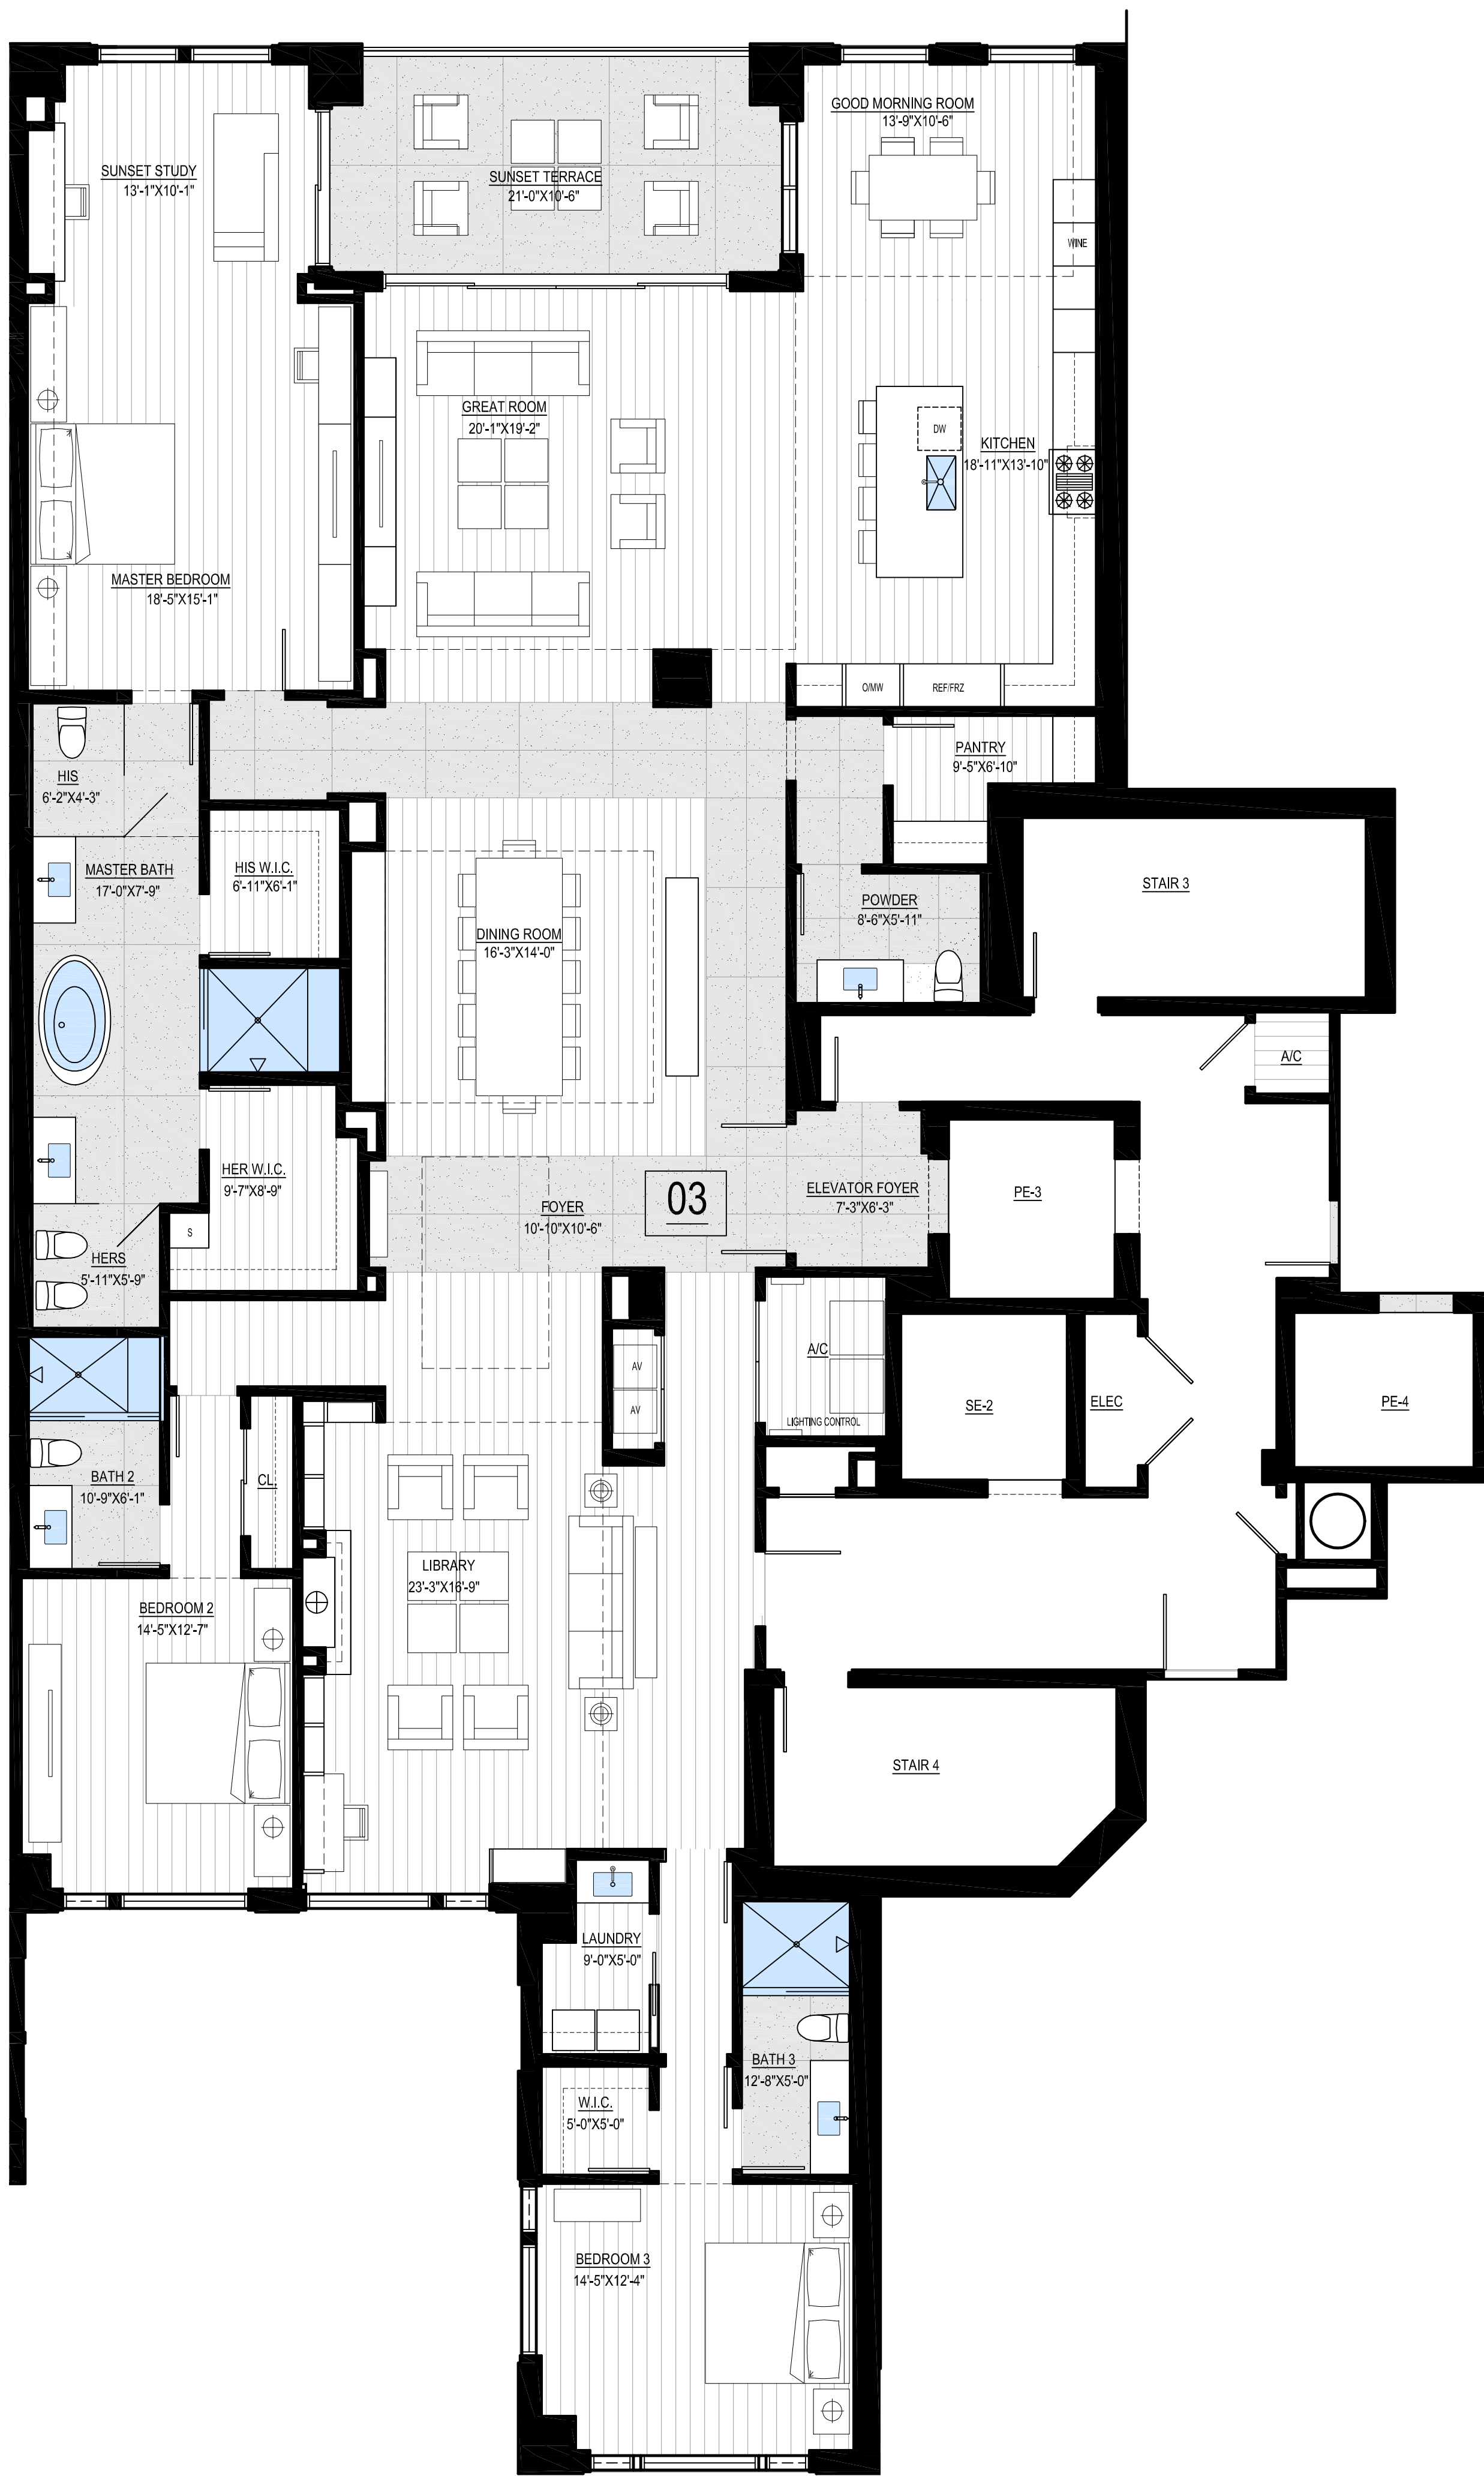 GOOD MORNING ROOM
13'-9"X10'-6"
SUNSET STUDY
13'-1"X10'-1"
SUNSET TERRACE
21'-0"X10'-6"
WINE
GREAT ROOM
20'-1"X19'-2"
DW
KITCHEN
18'-11"X13'-10"
MASTER BEDROOM
18'-5"X15'-1"
O/MW
REF/FRZ
PANTRY
9'-5"X6'-10"
HIS
6'-2"X4'-3"
MASTER BATH
17'-0"X7'-9"
HIS W.I.C.
6'-11"X6'-1"
STAIR 3
POWDER
8'-6"X5'-11"
DINING ROOM
16'-3"X14'-0"
A/C
HER W.I.C.
9'-7"X8'-9"
FOYER
10'-10"X10'-6"
03
ELEVATOR FOYER
7'-3"X6'-3"
PE-3
S
HERS
5'-11"X5'-9"
A/C
LIGHTING CONTROL
AV
AV
SE-2
ELEC
PE-4
BATH 2
10'-9"X6'-1"
CL.
LIBRARY
23'-3"X16'-9"
BEDROOM 2
14'-5"X12'-7"
STAIR 4
LAUNDRY
9'-0"X5'-0"
BATH 3
12'-8"X5'-0"
W.I.C.
5'-0"X5'-0"
BEDROOM 3
14'-5"X12'-4"